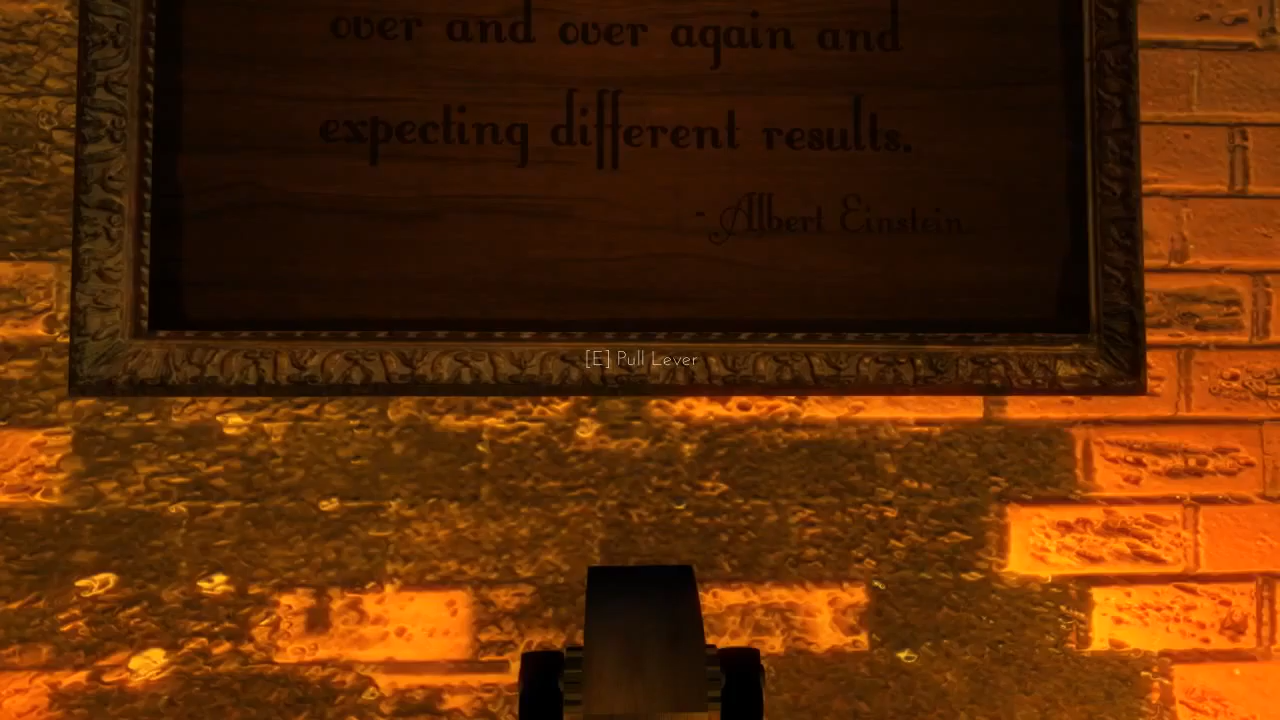 over and over again and
expecting different results.
-Albert Einstein
[E] Pull Lever